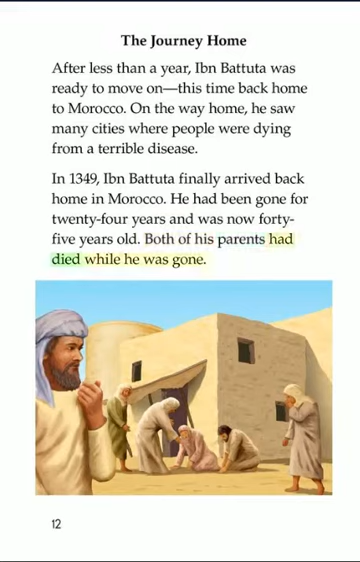 The Journey Home
After less than a year, Ibn Battuta was
ready to move on—this time back home
to Morocco. On the way home, he saw
many cities where people were dying
from a terrible disease.
In 1349, Ibn Battuta finally arrived back
home in Morocco. He had been gone for
twenty-four years and was now forty-
five years old. Both of his parents had
died while he was gone.
12